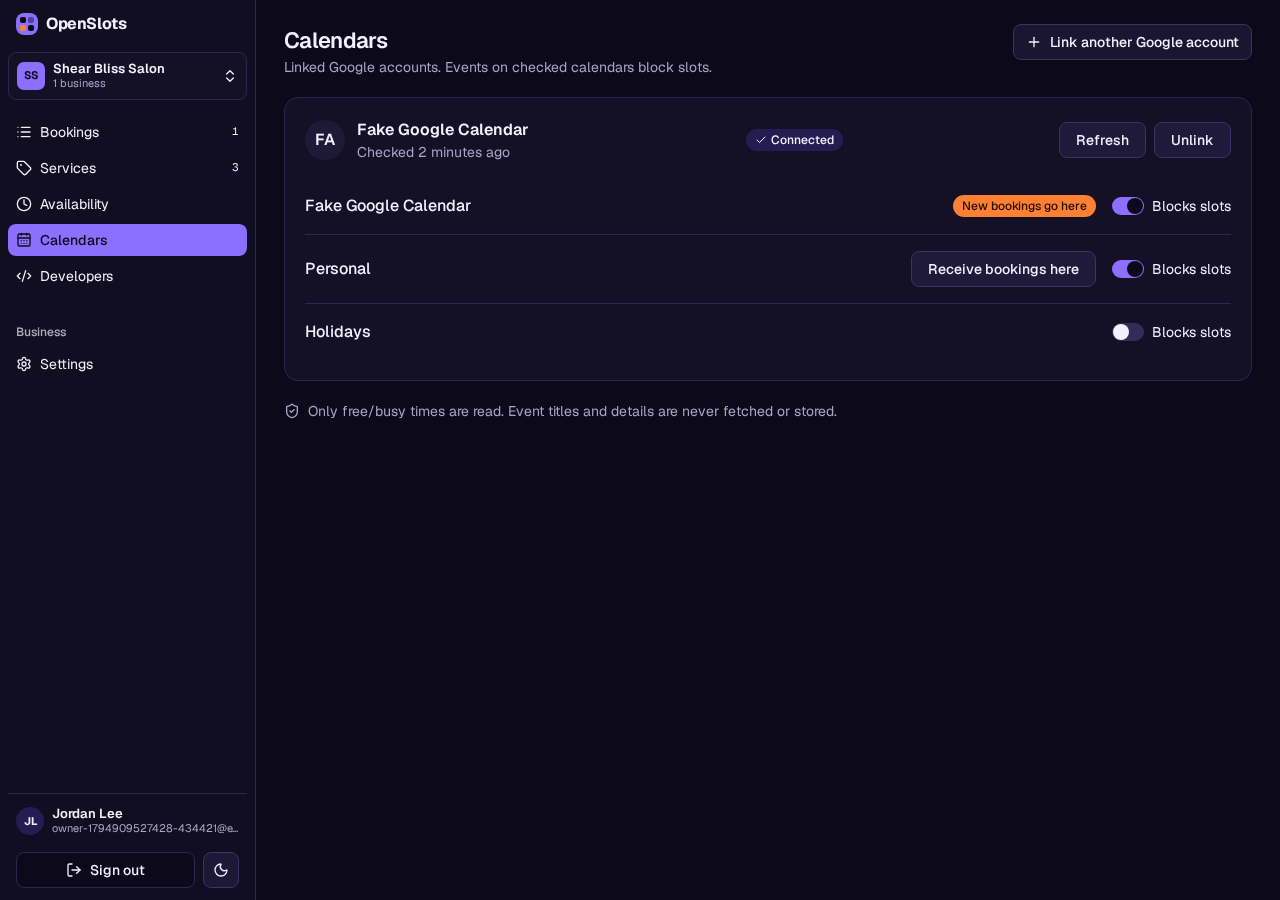 OpenSlots
SS
Shear Bliss Salon
1 business
Bookings 1
Services 3
Availability
Calendars
Developers
Business
Settings
JL
Jordan Lee
owner-1794909527428-434421@e…
Sign out
Calendars
Linked Google accounts. Events on checked calendars block slots.
Link another Google account
FA
Fake Google Calendar
Checked 2 minutes ago
Connected
Refresh
Unlink
Fake Google Calendar
New bookings go here
Blocks slots
Personal
Receive bookings here
Blocks slots
Holidays
Blocks slots
Only free/busy times are read. Event titles and details are never fetched or stored.